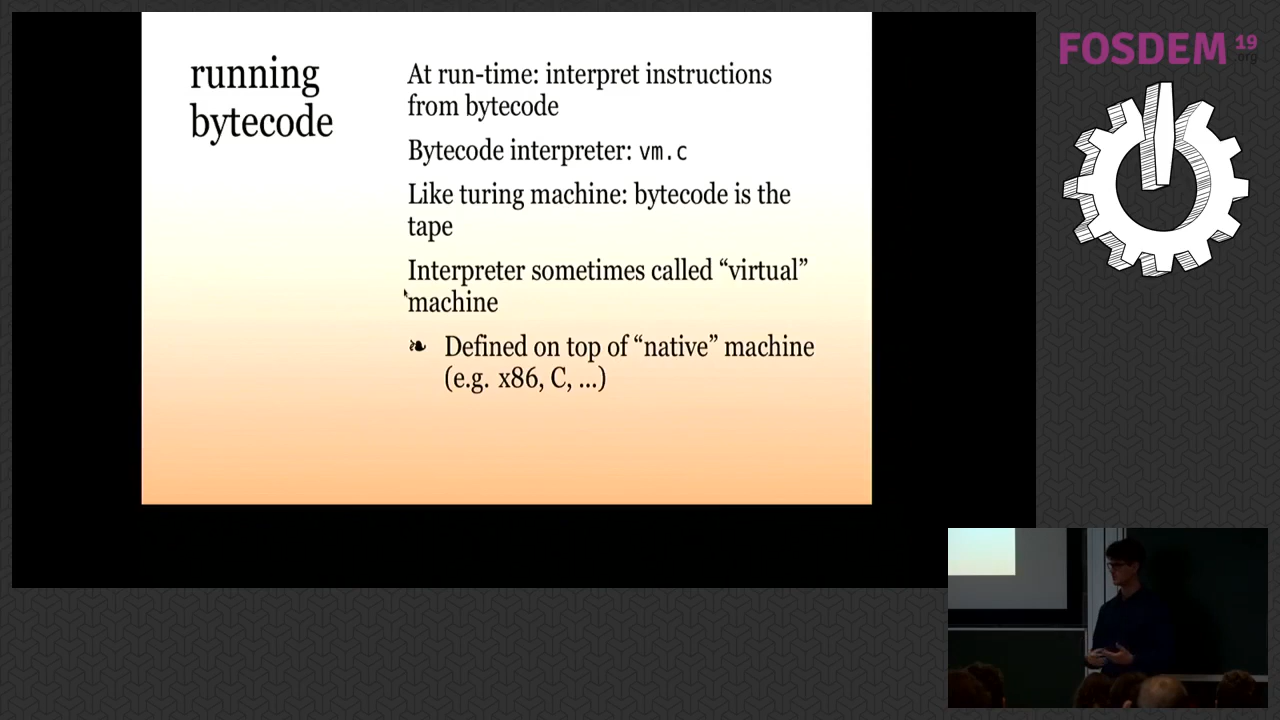 FOSDEM 19
.org
running
bytecode
At run-time: interpret instructions
from bytecode
Bytecode interpreter: vm.c
Like turing machine: bytecode is the
tape
Interpreter sometimes called “virtual”
machine
❧ Defined on top of “native” machine
(e.g. x86, C, ...)